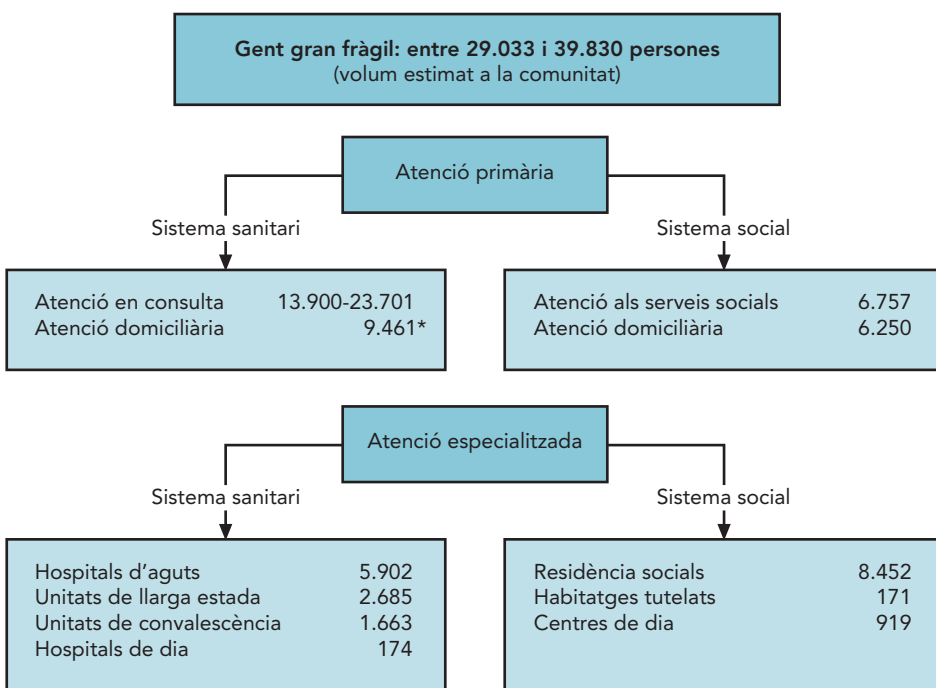 Gent gran fràgil: entre 29.033 i 39.830 persones
(volum estimat a la comunitat)
Atenció primària
Sistema sanitari
Sistema social
Atenció en consulta 13.900-23.701
Atenció domiciliària 9.461*
Atenció als serveis socials 6.757
Atenció domiciliària 6.250
Atenció especialitzada
Sistema sanitari
Sistema social
Hospitals d’aguts 5.902
Unitats de llarga estada 2.685
Unitats de convalescència 1.663
Hospitals de dia 174
Residència socials 8.452
Habitatges tutelats 171
Centres de dia 919